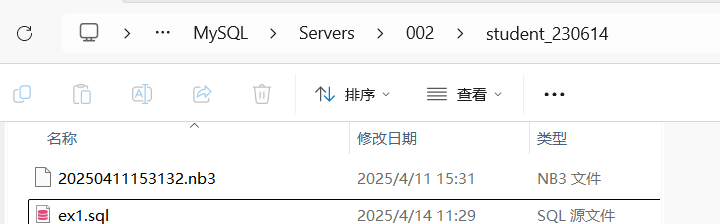 ··· MySQL > Servers > 002 > student_230614
排序 查看 ···
名称 修改日期 类型
20250411153132.nb3 2025/4/11 15:31 NB3 文件
ex1.sql 2025/4/14 11:29 SQL 源文件